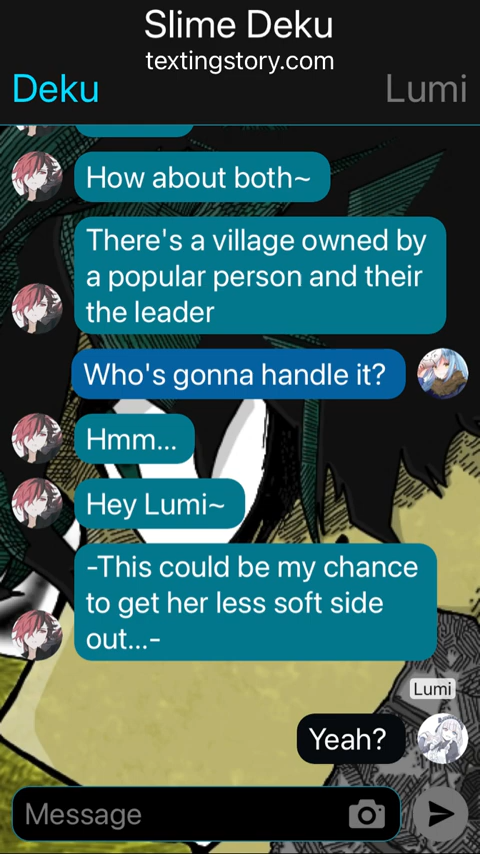 Slime Deku
textingstory.com
Deku
Lumi
How about both~
There's a village owned by
a popular person and their
the leader
Who's gonna handle it?
Hmm...
Hey Lumi~
-This could be my chance
to get her less soft side
out...-
Lumi
Yeah?
Message